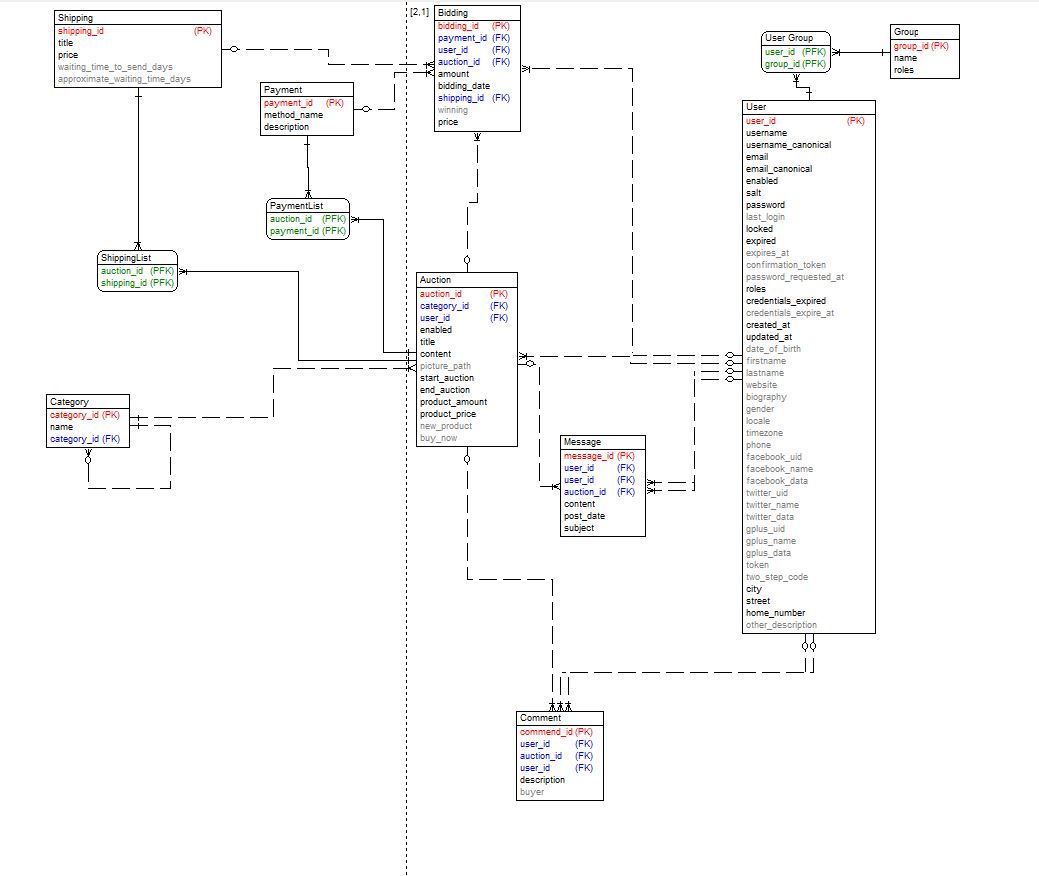 Shipping
shipping_id (PK)
title
price
waiting_time_to_send_days
approximate_waiting_time_days
[2,1]
Bidding
bidding_id (PK)
payment_id (FK)
user_id (FK)
auction_id (FK)
amount
bidding_date
shipping_id (FK)
winning
price
User Group
user_id (PFK)
group_id (PFK)
Group
group_id (PK)
name
roles
Payment
payment_id (PK)
method_name
description
PaymentList
auction_id (PFK)
payment_id (PFK)
ShippingList
auction_id (PFK)
shipping_id (PFK)
Auction
auction_id (PK)
category_id (FK)
user_id (FK)
enabled
title
content
picture_path
start_auction
end_auction
product_amount
product_price
new_product
buy_now
User
user_id (PK)
username
username_canonical
email
email_canonical
enabled
salt
password
last_login
locked
expired
expires_at
confirmation_token
password_requested_at
roles
credentials_expired
credentials_expire_at
created_at
updated_at
date_of_birth
firstname
lastname
website
biography
gender
locale
timezone
phone
facebook_uid
facebook_name
facebook_data
twitter_uid
twitter_name
twitter_data
gplus_uid
gplus_name
gplus_data
token
two_step_code
city
street
home_number
other_description
Category
category_id (PK)
name
category_id (FK)
Message
message_id (PK)
user_id (FK)
user_id (FK)
auction_id (FK)
content
post_date
subject
Comment
commend_id (PK)
user_id (FK)
auction_id (FK)
user_id (FK)
description
buyer